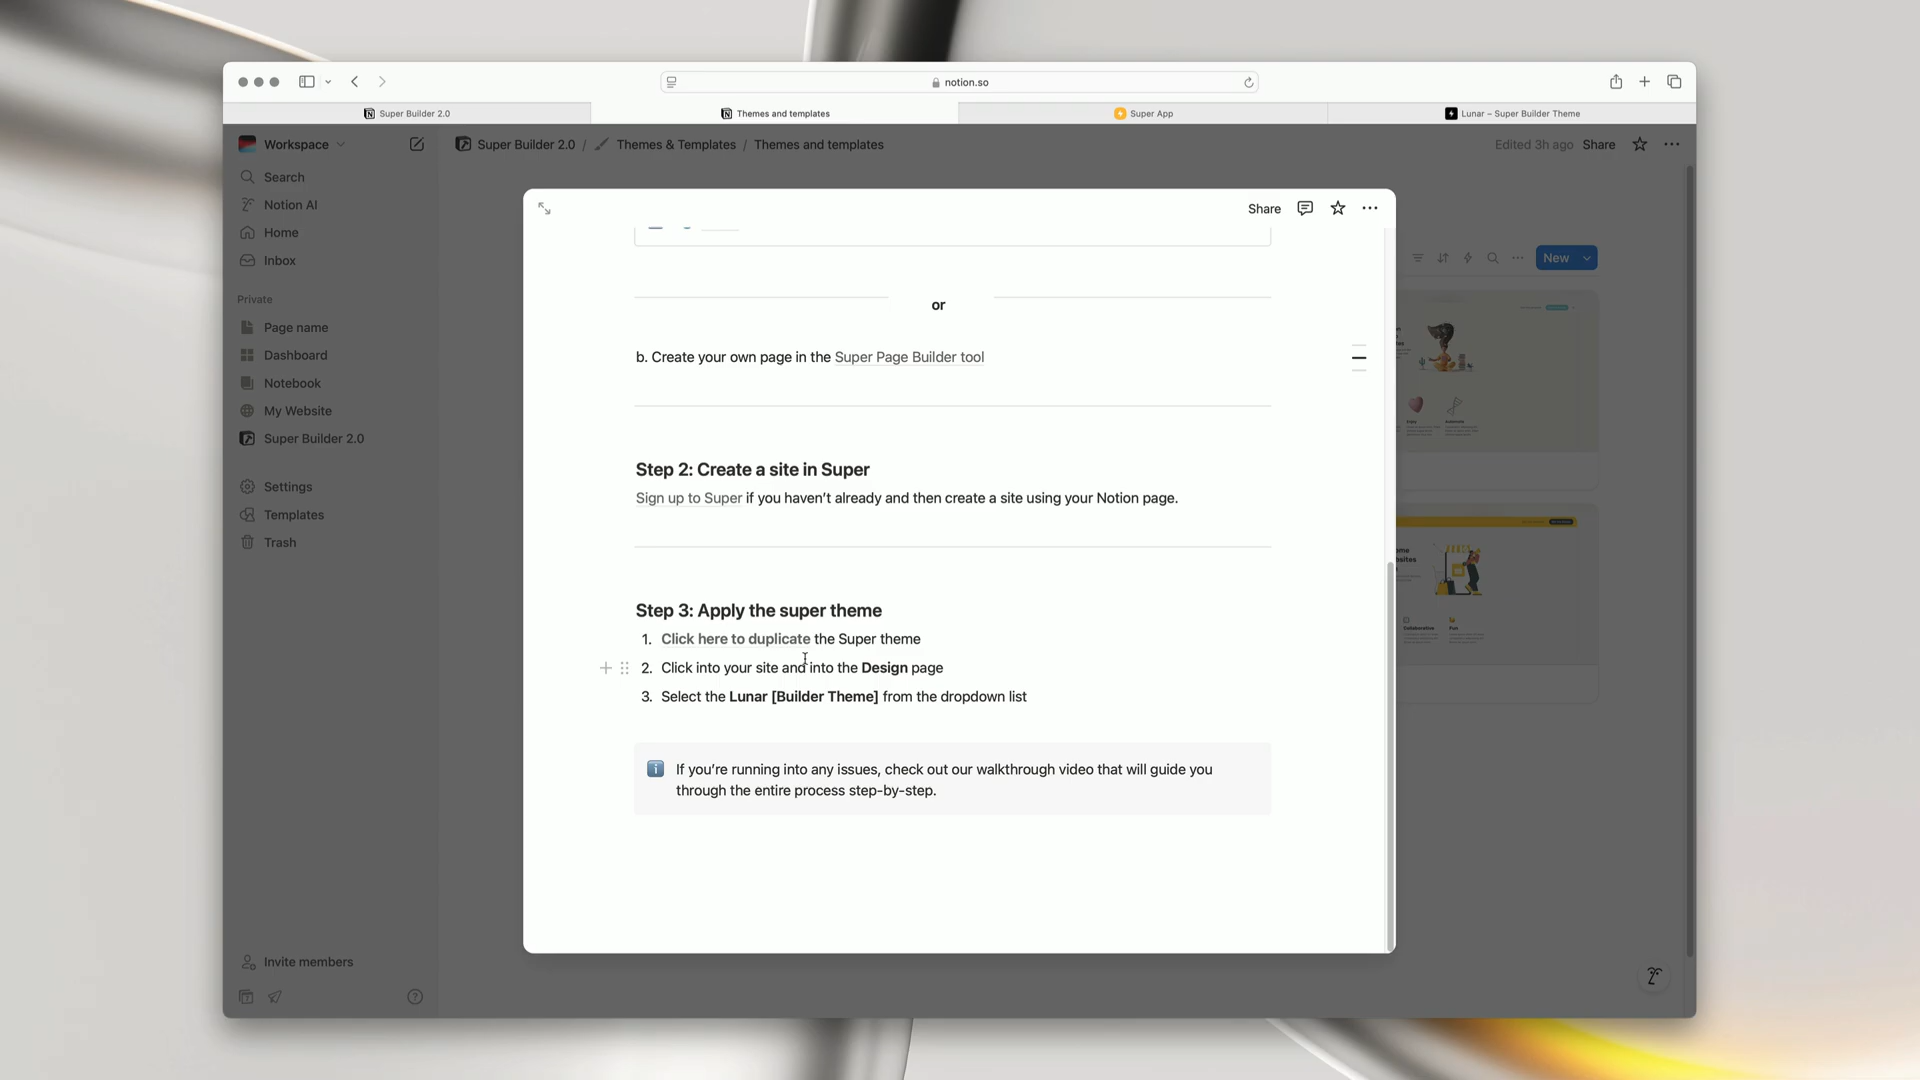 notion.so
Super Builder 2.0
Themes and templates
Super App
Lunar – Super Builder Theme
Workspace
Super Builder 2.0 / Themes & Templates / Themes and templates
Edited 3h ago
Share
Search
Notion AI
Home
Inbox
Private
Page name
Dashboard
Notebook
My Website
Super Builder 2.0
Settings
Templates
Trash
Invite members
New
Share
or
b. Create your own page in the Super Page Builder tool
Step 2: Create a site in Super
Sign up to Super if you haven’t already and then create a site using your Notion page.
Step 3: Apply the super theme
1. Click here to duplicate the Super theme
2. Click into your site and into the Design page
3. Select the Lunar [Builder Theme] from the dropdown list
If you’re running into any issues, check out our walkthrough video that will guide you
through the entire process step-by-step.
Enjoy
Automate
Collaborative
Fun